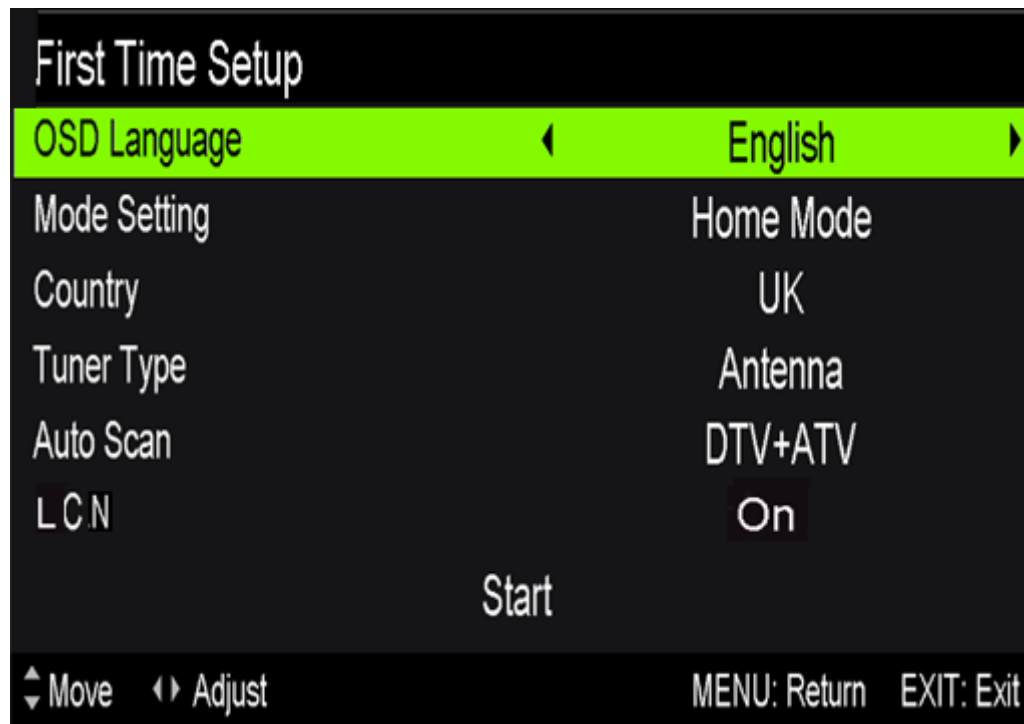 First Time Setup
OSD Language English
Mode Setting Home Mode
Country UK
Tuner Type Antenna
Auto Scan DTV+ATV
L C N On
Start
Move Adjust MENU: Return EXIT: Exit